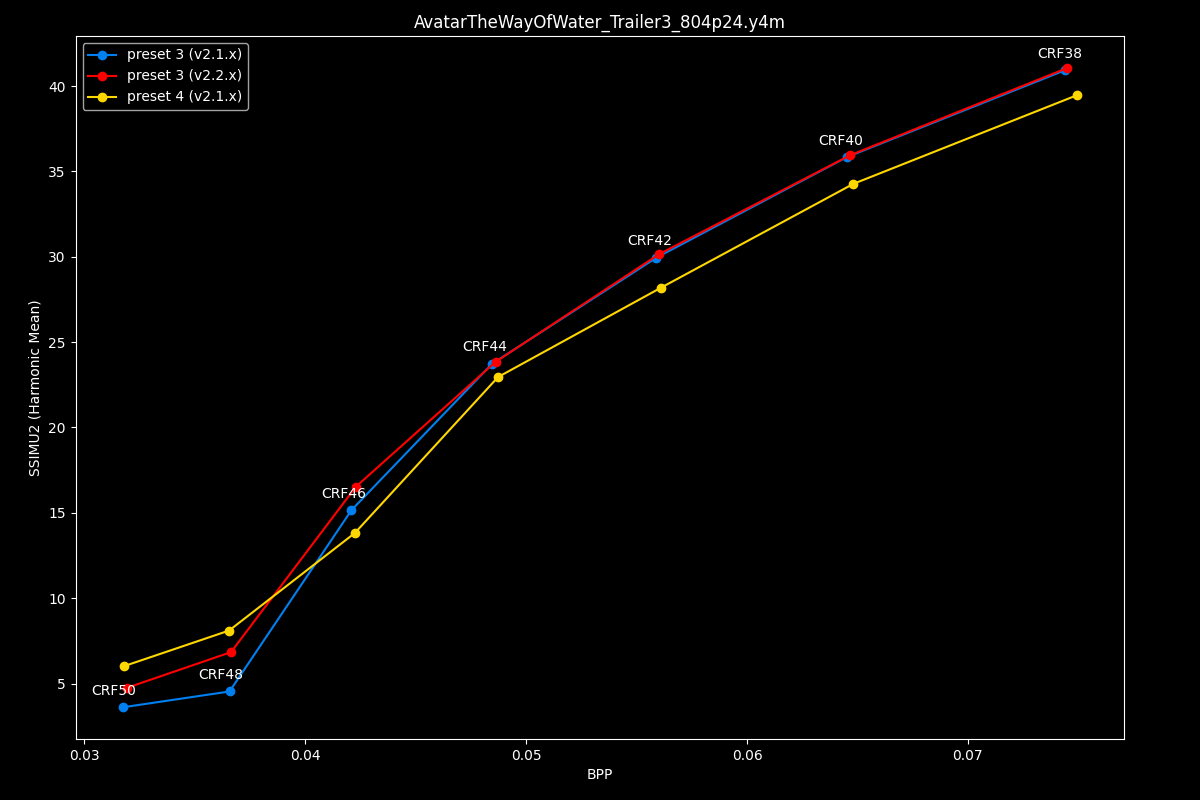 AvatarTheWayOfWater_Trailer3_804p24.y4m
preset 3 (v2.1.x)
preset 3 (v2.2.x)
preset 4 (v2.1.x)
CRF38
CRF40
CRF42
CRF44
CRF46
CRF48
CRF50
40
35
30
25
20
15
10
5
SSIMU2 (Harmonic Mean)
0.03 0.04 0.05 0.06 0.07
BPP